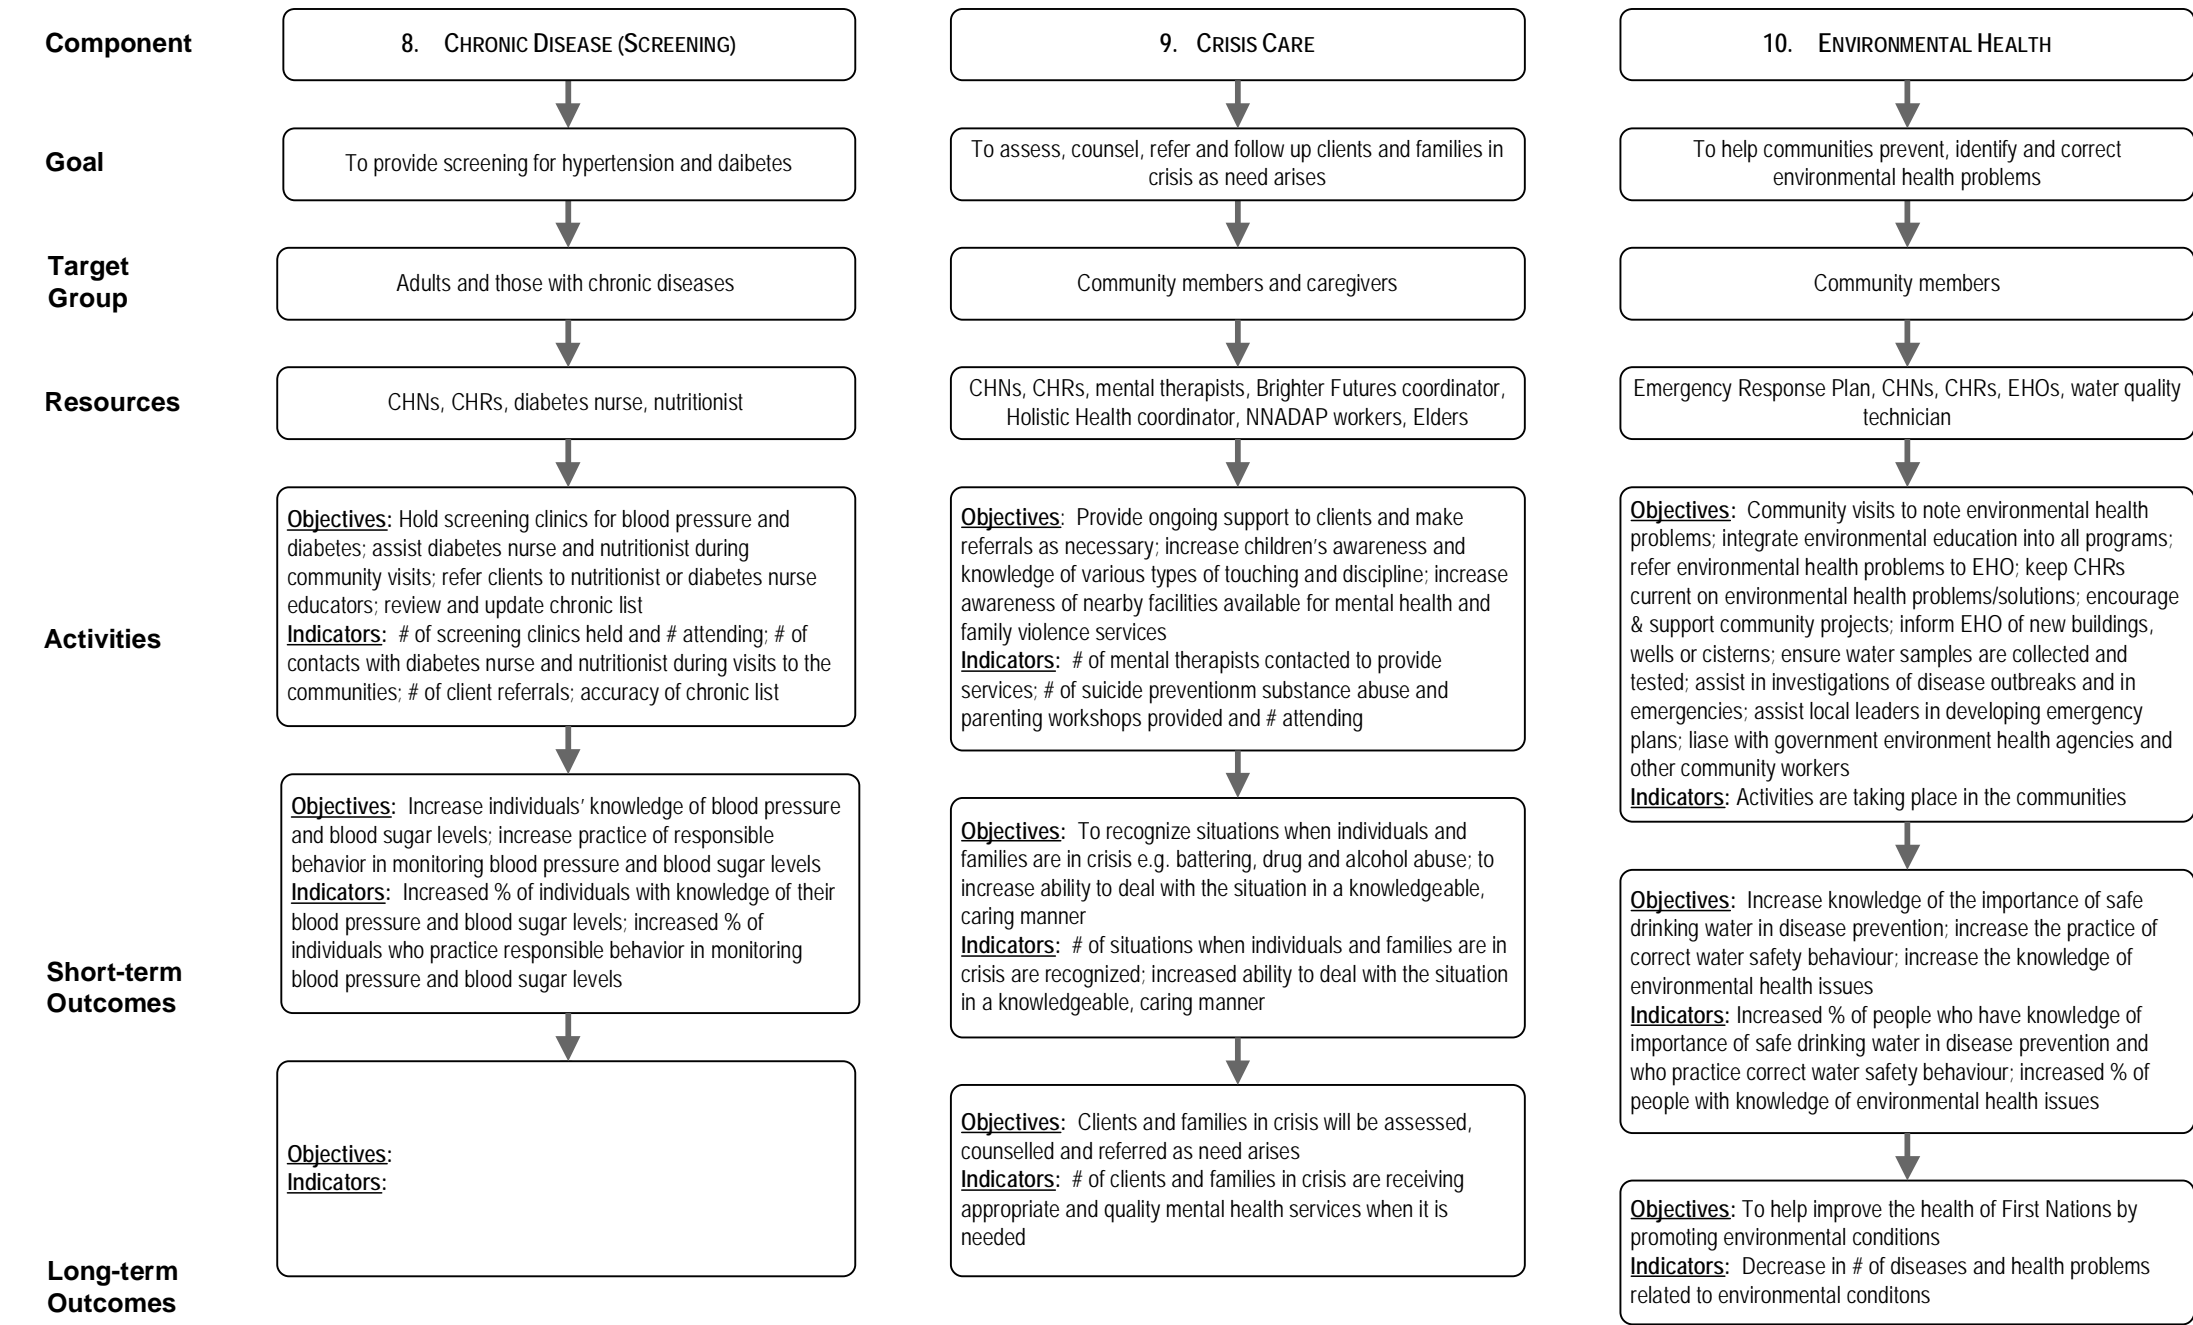 Component
8. CHRONIC DISEASE (SCREENING)
9. CRISIS CARE
10. ENVIRONMENTAL HEALTH
Goal
To provide screening for hypertension and daibetes
To assess, counsel, refer and follow up clients and families in
crisis as need arises
To help communities prevent, identify and correct
environmental health problems
Target
Group
Adults and those with chronic diseases
Community members and caregivers
Community members
Resources
CHNs, CHRs, diabetes nurse, nutritionist
CHNs, CHRs, mental therapists, Brighter Futures coordinator,
Holistic Health coordinator, NNADAP workers, Elders
Emergency Response Plan, CHNs, CHRs, EHOs, water quality
technician
Activities
Objectives: Hold screening clinics for blood pressure and
diabetes; assist diabetes nurse and nutritionist during
community visits; refer clients to nutritionist or diabetes nurse
educators; review and update chronic list
Indicators: # of screening clinics held and # attending; # of
contacts with diabetes nurse and nutritionist during visits to the
communities; # of client referrals; accuracy of chronic list
Objectives: Provide ongoing support to clients and make
referrals as necessary; increase children's awareness and
knowledge of various types of touching and discipline; increase
awareness of nearby facilities available for mental health and
family violence services
Indicators: # of mental therapists contacted to provide
services; # of suicide preventionm substance abuse and
parenting workshops provided and # attending
Objectives: Community visits to note environmental health
problems; integrate environmental education into all programs;
refer environmental health problems to EHO; keep CHRs
current on environmental health problems/solutions; encourage
& support community projects; inform EHO of new buildings,
wells or cisterns; ensure water samples are collected and
tested; assist in investigations of disease outbreaks and in
emergencies; assist local leaders in developing emergency
plans; liase with government environment health agencies and
other community workers
Indicators: Activities are taking place in the communities
Short-term
Outcomes
Objectives: Increase individuals' knowledge of blood pressure
and blood sugar levels; increase practice of responsible
behavior in monitoring blood pressure and blood sugar levels
Indicators: Increased % of individuals with knowledge of their
blood pressure and blood sugar levels; increased % of
individuals who practice responsible behavior in monitoring
blood pressure and blood sugar levels
Objectives: To recognize situations when individuals and
families are in crisis e.g. battering, drug and alcohol abuse; to
increase ability to deal with the situation in a knowledgeable,
caring manner
Indicators: # of situations when individuals and families are in
crisis are recognized; increased ability to deal with the situation
in a knowledgeable, caring manner
Objectives: Increase knowledge of the importance of safe
drinking water in disease prevention; increase the practice of
correct water safety behaviour; increase the knowledge of
environmental health issues
Indicators: Increased % of people who have knowledge of
importance of safe drinking water in disease prevention and
who practice correct water safety behaviour; increased % of
people with knowledge of environmental health issues
Long-term
Outcomes
Objectives:
Indicators:
Objectives: Clients and families in crisis will be assessed,
counselled and referred as need arises
Indicators: # of clients and families in crisis are receiving
appropriate and quality mental health services when it is
needed
Objectives: To help improve the health of First Nations by
promoting environmental conditions
Indicators: Decrease in # of diseases and health problems
related to environmental conditons